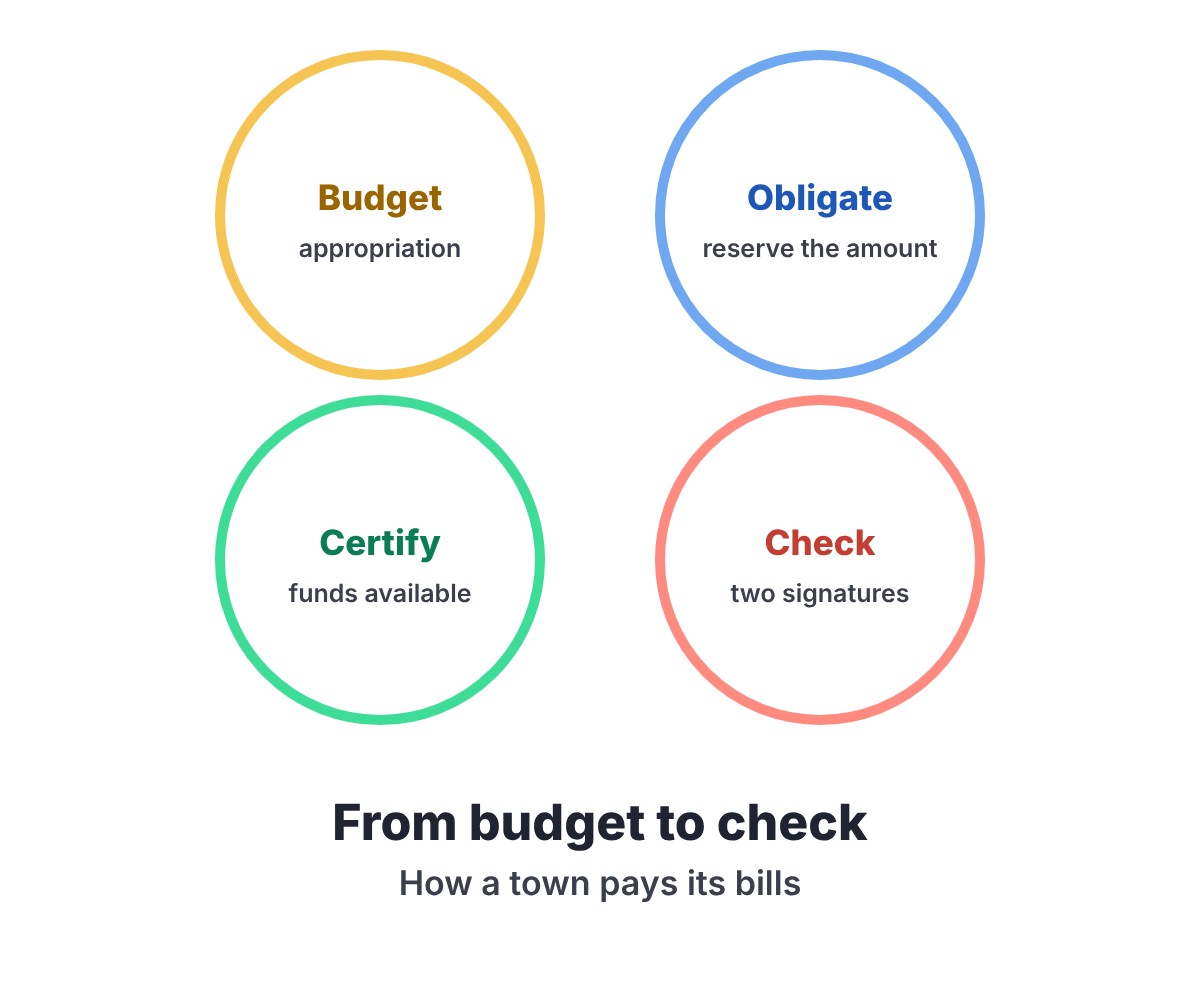 Budget
appropriation
Obligate
reserve the amount
Certify
funds available
Check
two signatures
From budget to check
How a town pays its bills